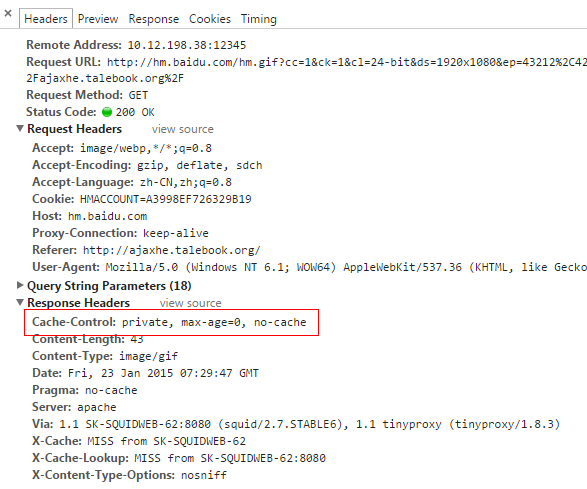 × Headers Preview Response Cookies Timing
Remote Address: 10.12.198.38:12345
Request URL: http://hm.baidu.com/hm.gif?cc=1&ck=1&cl=24-bit&ds=1920x1080&ep=43212%2C42
2Fajaxhe.talebook.org%2F
Request Method: GET
Status Code: 200 OK
Request Headers view source
Accept: image/webp,*/*;q=0.8
Accept-Encoding: gzip, deflate, sdch
Accept-Language: zh-CN,zh;q=0.8
Cookie: HMACCOUNT=A3998EF726329B19
Host: hm.baidu.com
Proxy-Connection: keep-alive
Referer: http://ajaxhe.talebook.org/
User-Agent: Mozilla/5.0 (Windows NT 6.1; WOW64) AppleWebKit/537.36 (KHTML, like Gecko
Query String Parameters (18)
Response Headers view source
Cache-Control: private, max-age=0, no-cache
Content-Length: 43
Content-Type: image/gif
Date: Fri, 23 Jan 2015 07:29:47 GMT
Pragma: no-cache
Server: apache
Via: 1.1 SK-SQUIDWEB-62:8080 (squid/2.7.STABLE6), 1.1 tinyproxy (tinyproxy/1.8.3)
X-Cache: MISS from SK-SQUIDWEB-62
X-Cache-Lookup: MISS from SK-SQUIDWEB-62:8080
X-Content-Type-Options: nosniff